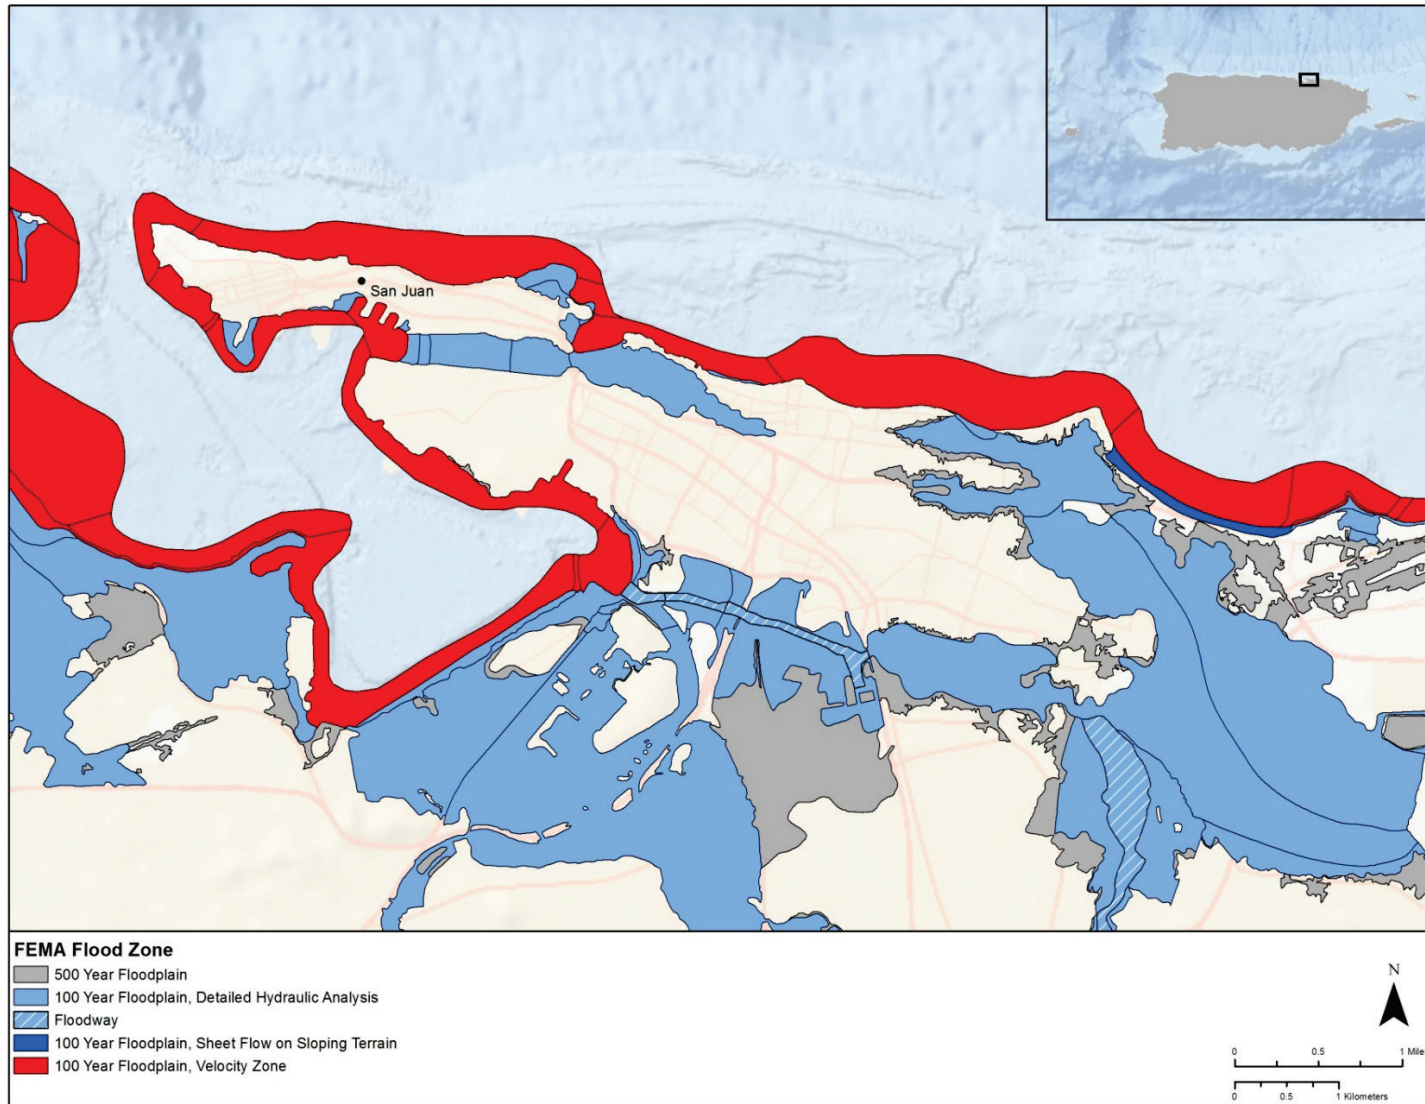 San Juan
FEMA Flood Zone
500 Year Floodplain
100 Year Floodplain, Detailed Hydraulic Analysis
Floodway
100 Year Floodplain, Sheet Flow on Sloping Terrain
100 Year Floodplain, Velocity Zone
N
0 0.5 1 Miles
0 0.5 1 Kilometers